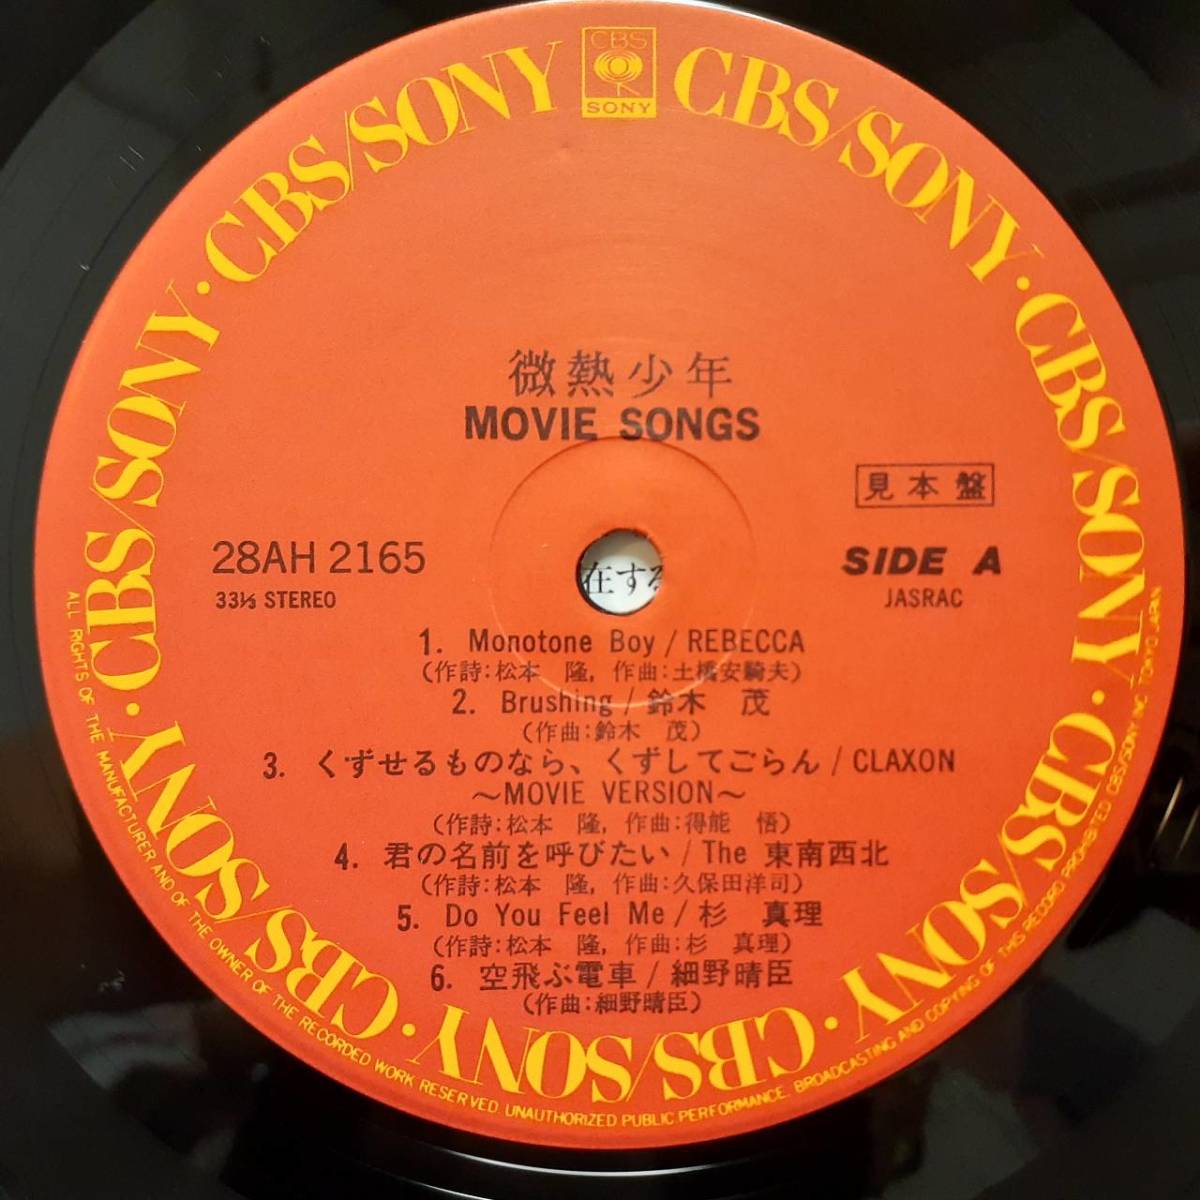 CBS
SONY
CBS/SONY · CBS/SONY · CBS/SONY · CBS/SONY · CBS/SONY · CBS/SONY · CBS/SONY · CBS/SONY
微熱少年
MOVIE SONGS
見本盤
28AH 2165
SIDE A
33⅓ STEREO
JASRAC
在する
1. Monotone Boy / REBECCA
(作詩:松本 隆, 作曲:土橋安騎夫)
2. Brushing / 鈴木 茂
(作曲:鈴木 茂)
3. くずせるものなら、くずしてごらん / CLAXON
〜MOVIE VERSION〜
(作詩:松本 隆, 作曲:得能 悟)
4. 君の名前を呼びたい / The 東南西北
(作詩:松本 隆, 作曲:久保田洋司)
5. Do You Feel Me / 杉 真理
(作詩:松本 隆, 作曲:杉 真理)
6. 空飛ぶ電車 / 細野晴臣
(作曲:細野晴臣)
ALL RIGHTS OF THE MANUFACTURER AND OF THE OWNER OF THE RECORDED WORK RESERVED. UNAUTHORIZED PUBLIC PERFORMANCE. BROADCASTING AND COPYING OF THIS RECORD PROHIBITED CBS/SONY INC. TOKYO JAPAN